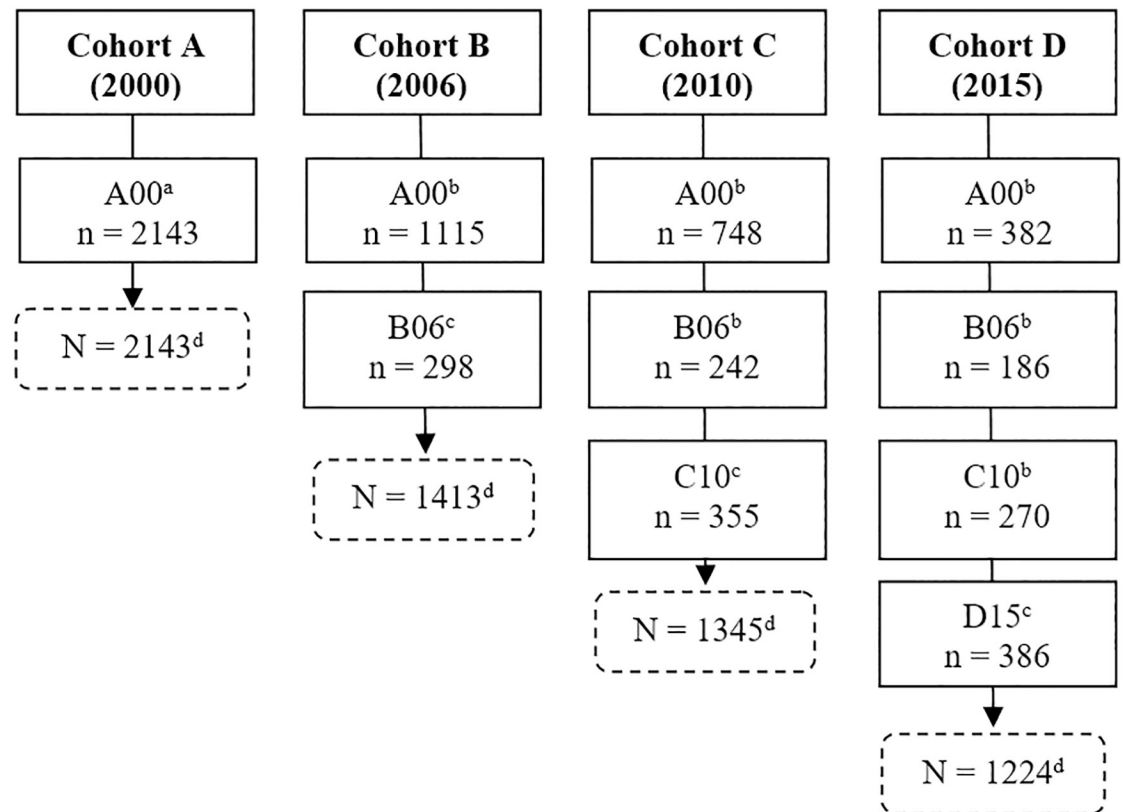 Cohort A
(2000)
A00ᵃ
n = 2143
N = 2143ᵈ
Cohort B
(2006)
A00ᵇ
n = 1115
B06ᶜ
n = 298
N = 1413ᵈ
Cohort C
(2010)
A00ᵇ
n = 748
B06ᵇ
n = 242
C10ᶜ
n = 355
N = 1345ᵈ
Cohort D
(2015)
A00ᵇ
n = 382
B06ᵇ
n = 186
C10ᵇ
n = 270
D15ᶜ
n = 386
N = 1224ᵈ